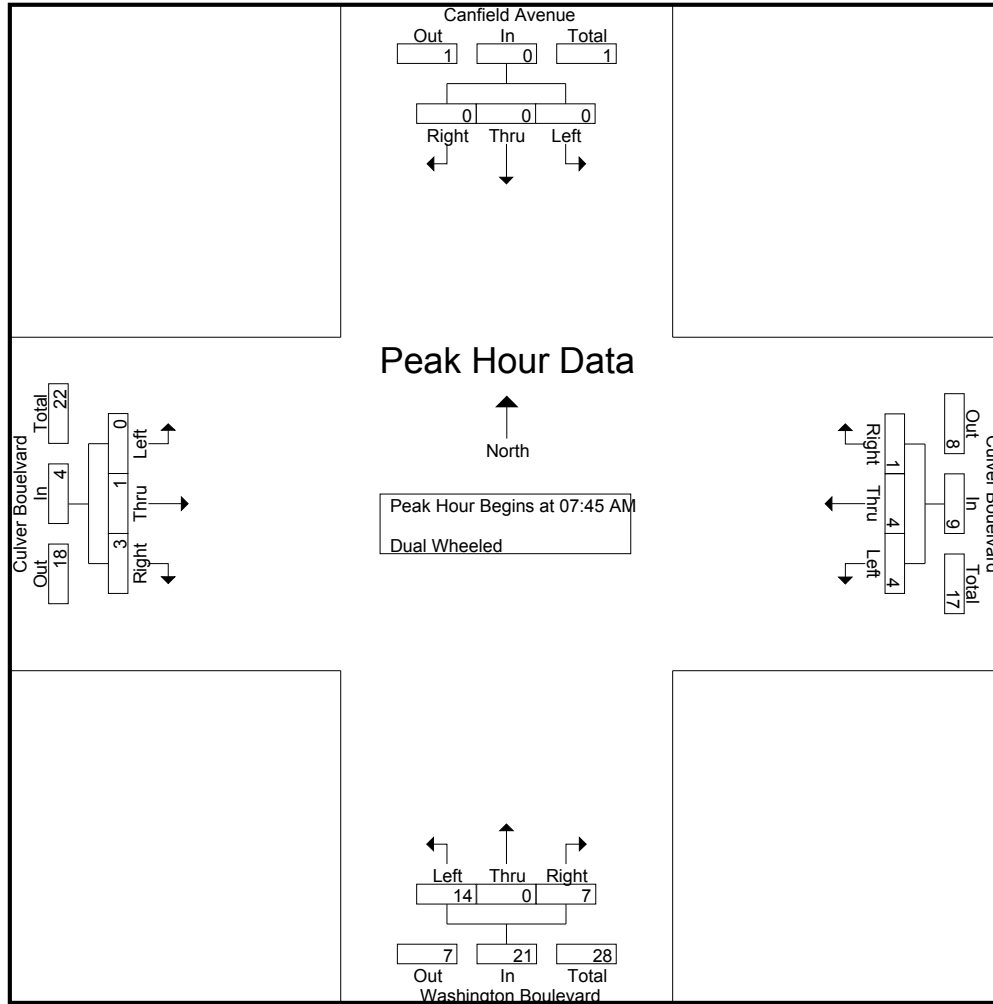 Canfield Avenue
Out In Total
1 0 1
0 0 0
Right Thru Left
Peak Hour Data
North
Peak Hour Begins at 07:45 AM
Dual Wheeled
Culver Bouelvard
Total In Out
22 4 18
0 1 3
Left Thru Right
Right Thru Left
1 4 4
Out In Total
8 9 17
Culver Bouelvard
Left Thru Right
14 0 7
7 21 28
Out In Total
Washington Boulevard